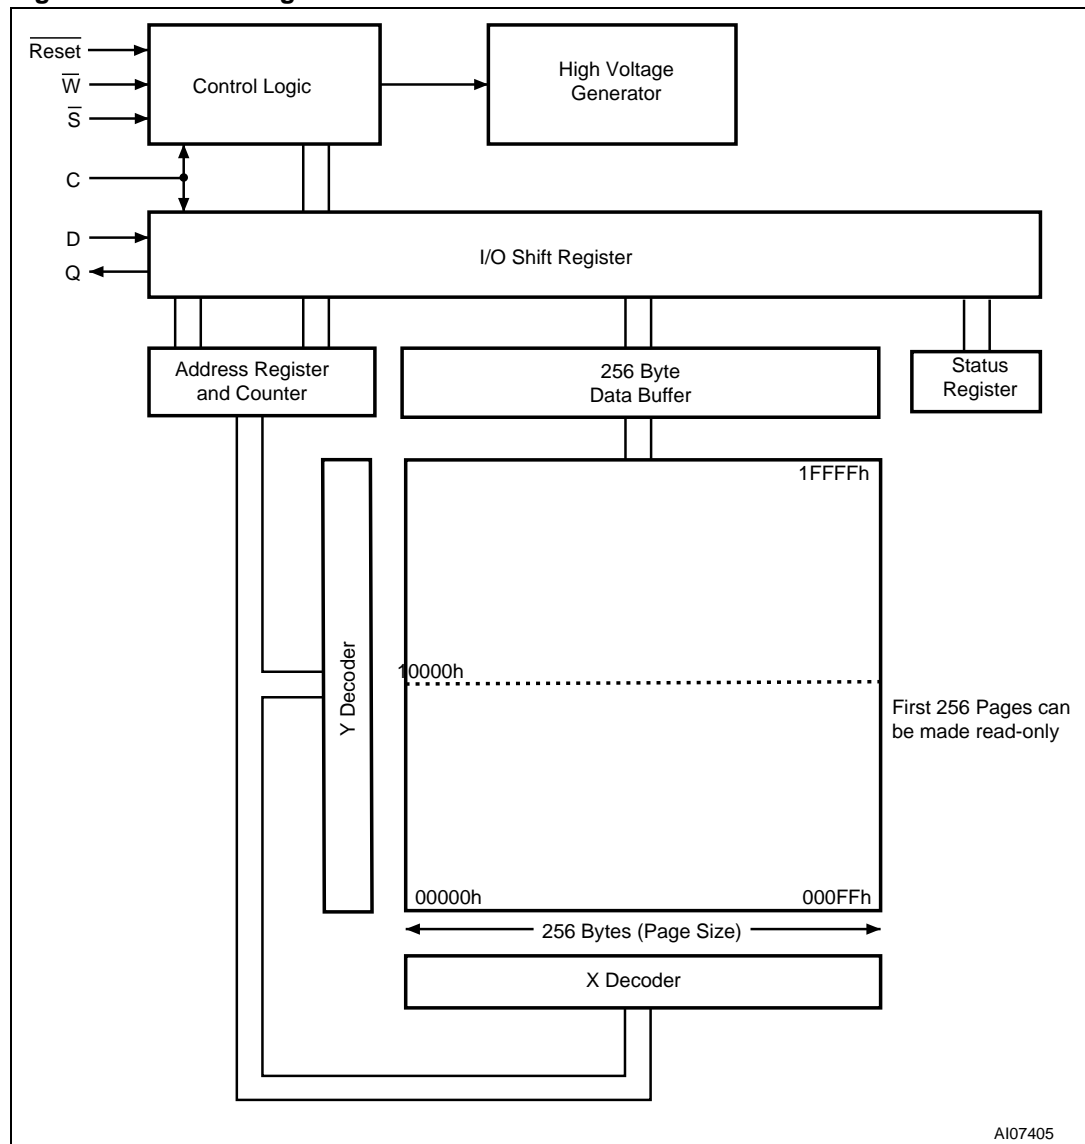 Reset
W
S
C
D
Q
Control Logic
High Voltage
Generator
I/O Shift Register
Address Register
and Counter
256 Byte
Data Buffer
Status
Register
1FFFFh
Y Decoder
10000h
First 256 Pages can
be made read-only
00000h
000FFh
256 Bytes (Page Size)
X Decoder
AI07405